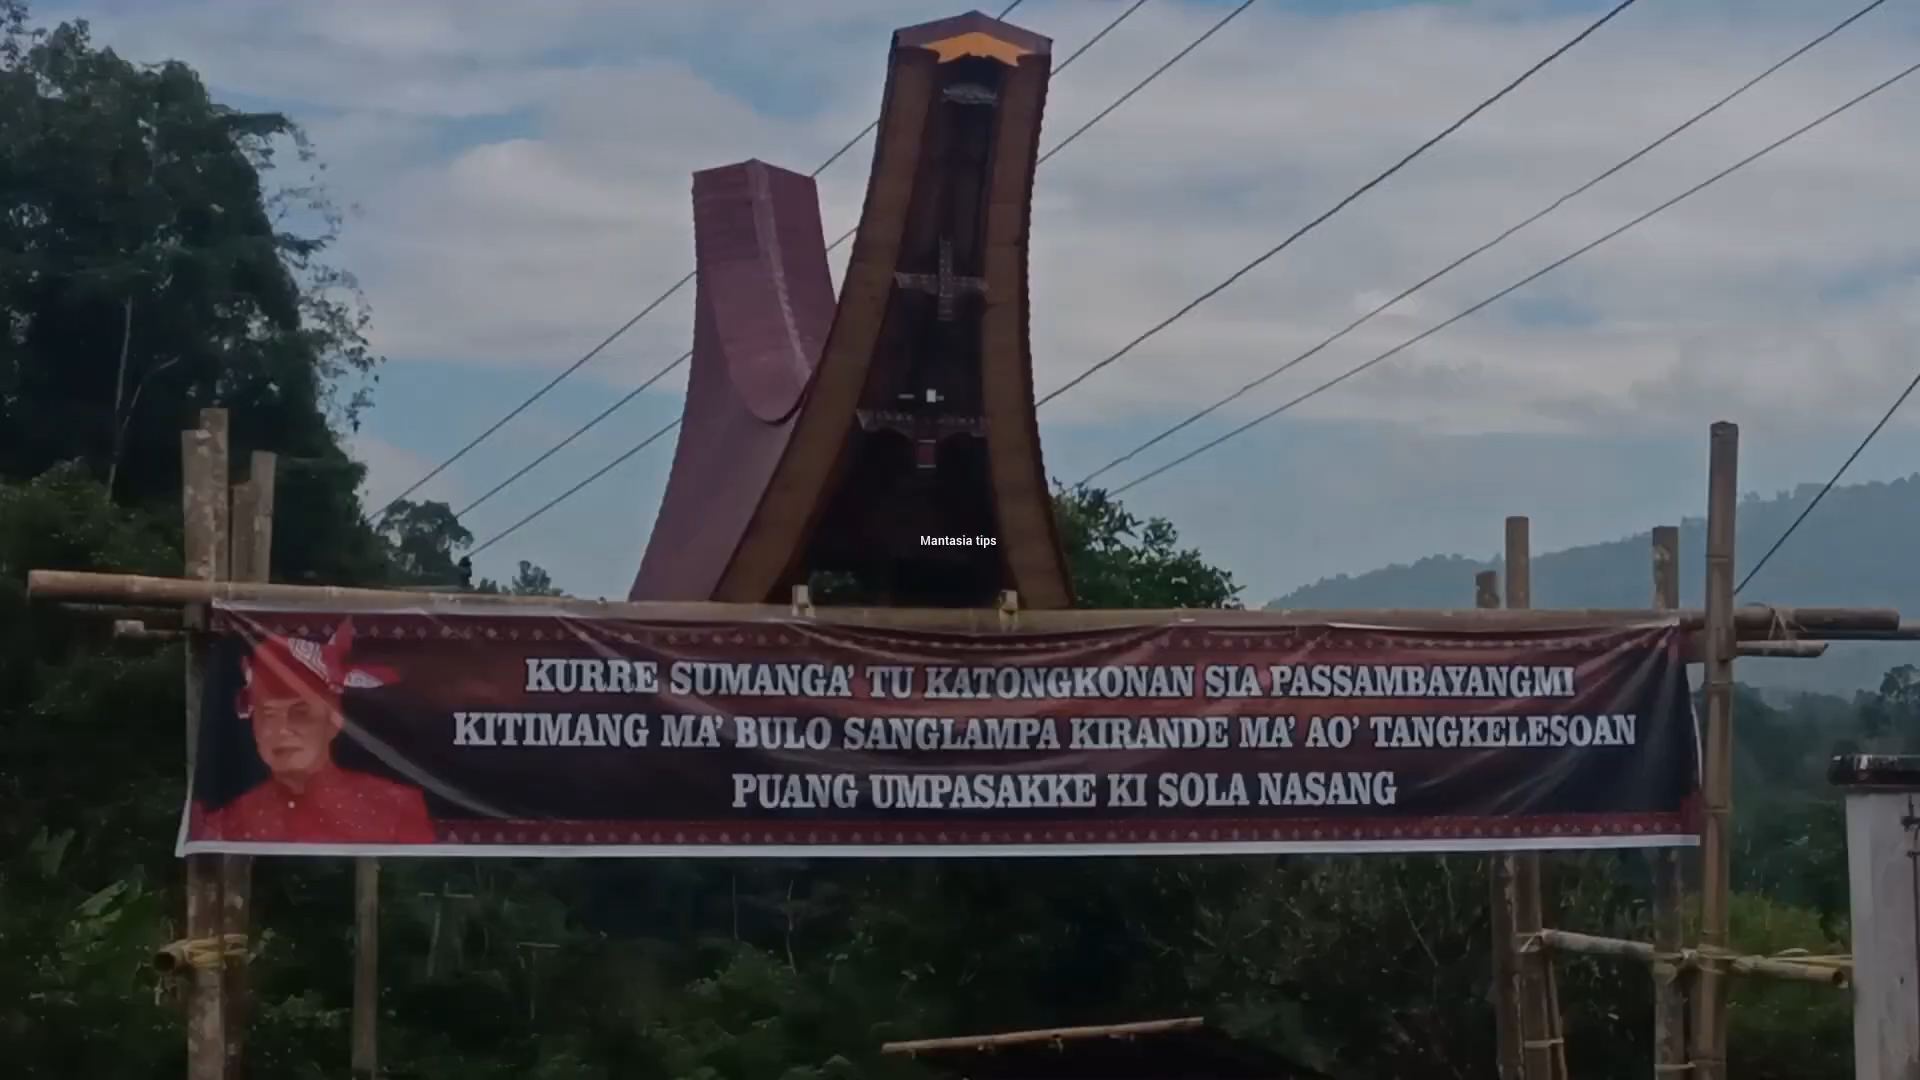 Mantasia tips
KURRE SUMANGA' TU KATONGKONAN SIA PASSAMBAYANGMI
KITIMANG MA' BULO SANGLAMPA KIRANDE MA' AO' TANGKELESOAN
PUANG UMPASAKKE KI SOLA NASANG